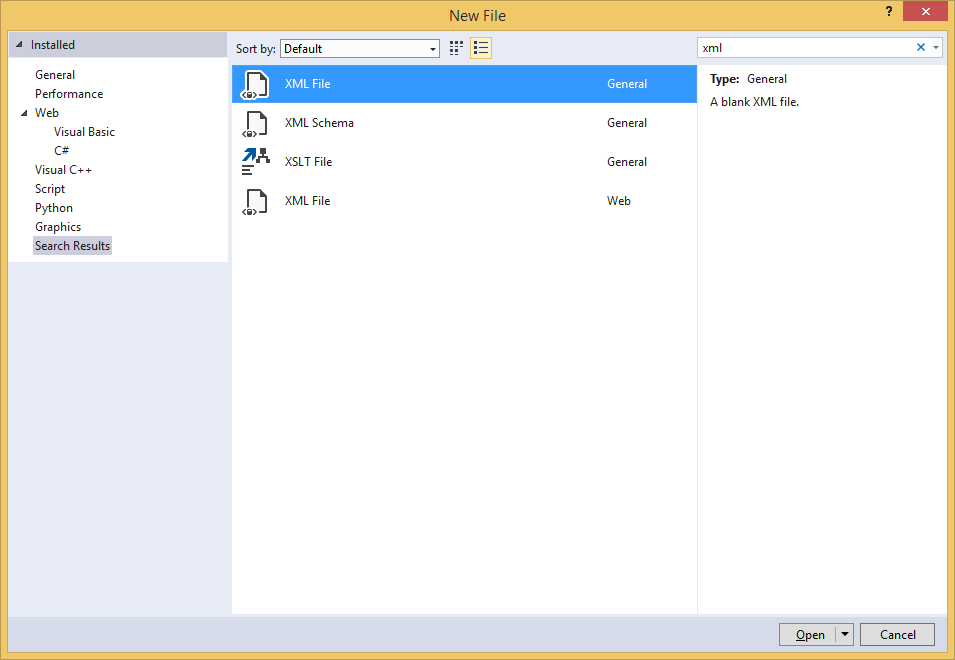 New File
?
Installed
General
Performance
Web
Visual Basic
C#
Visual C++
Script
Python
Graphics
Search Results
Sort by: Default
XML File General
XML Schema General
XSLT File General
XML File Web
xml
Type: General
A blank XML file.
Open
Cancel